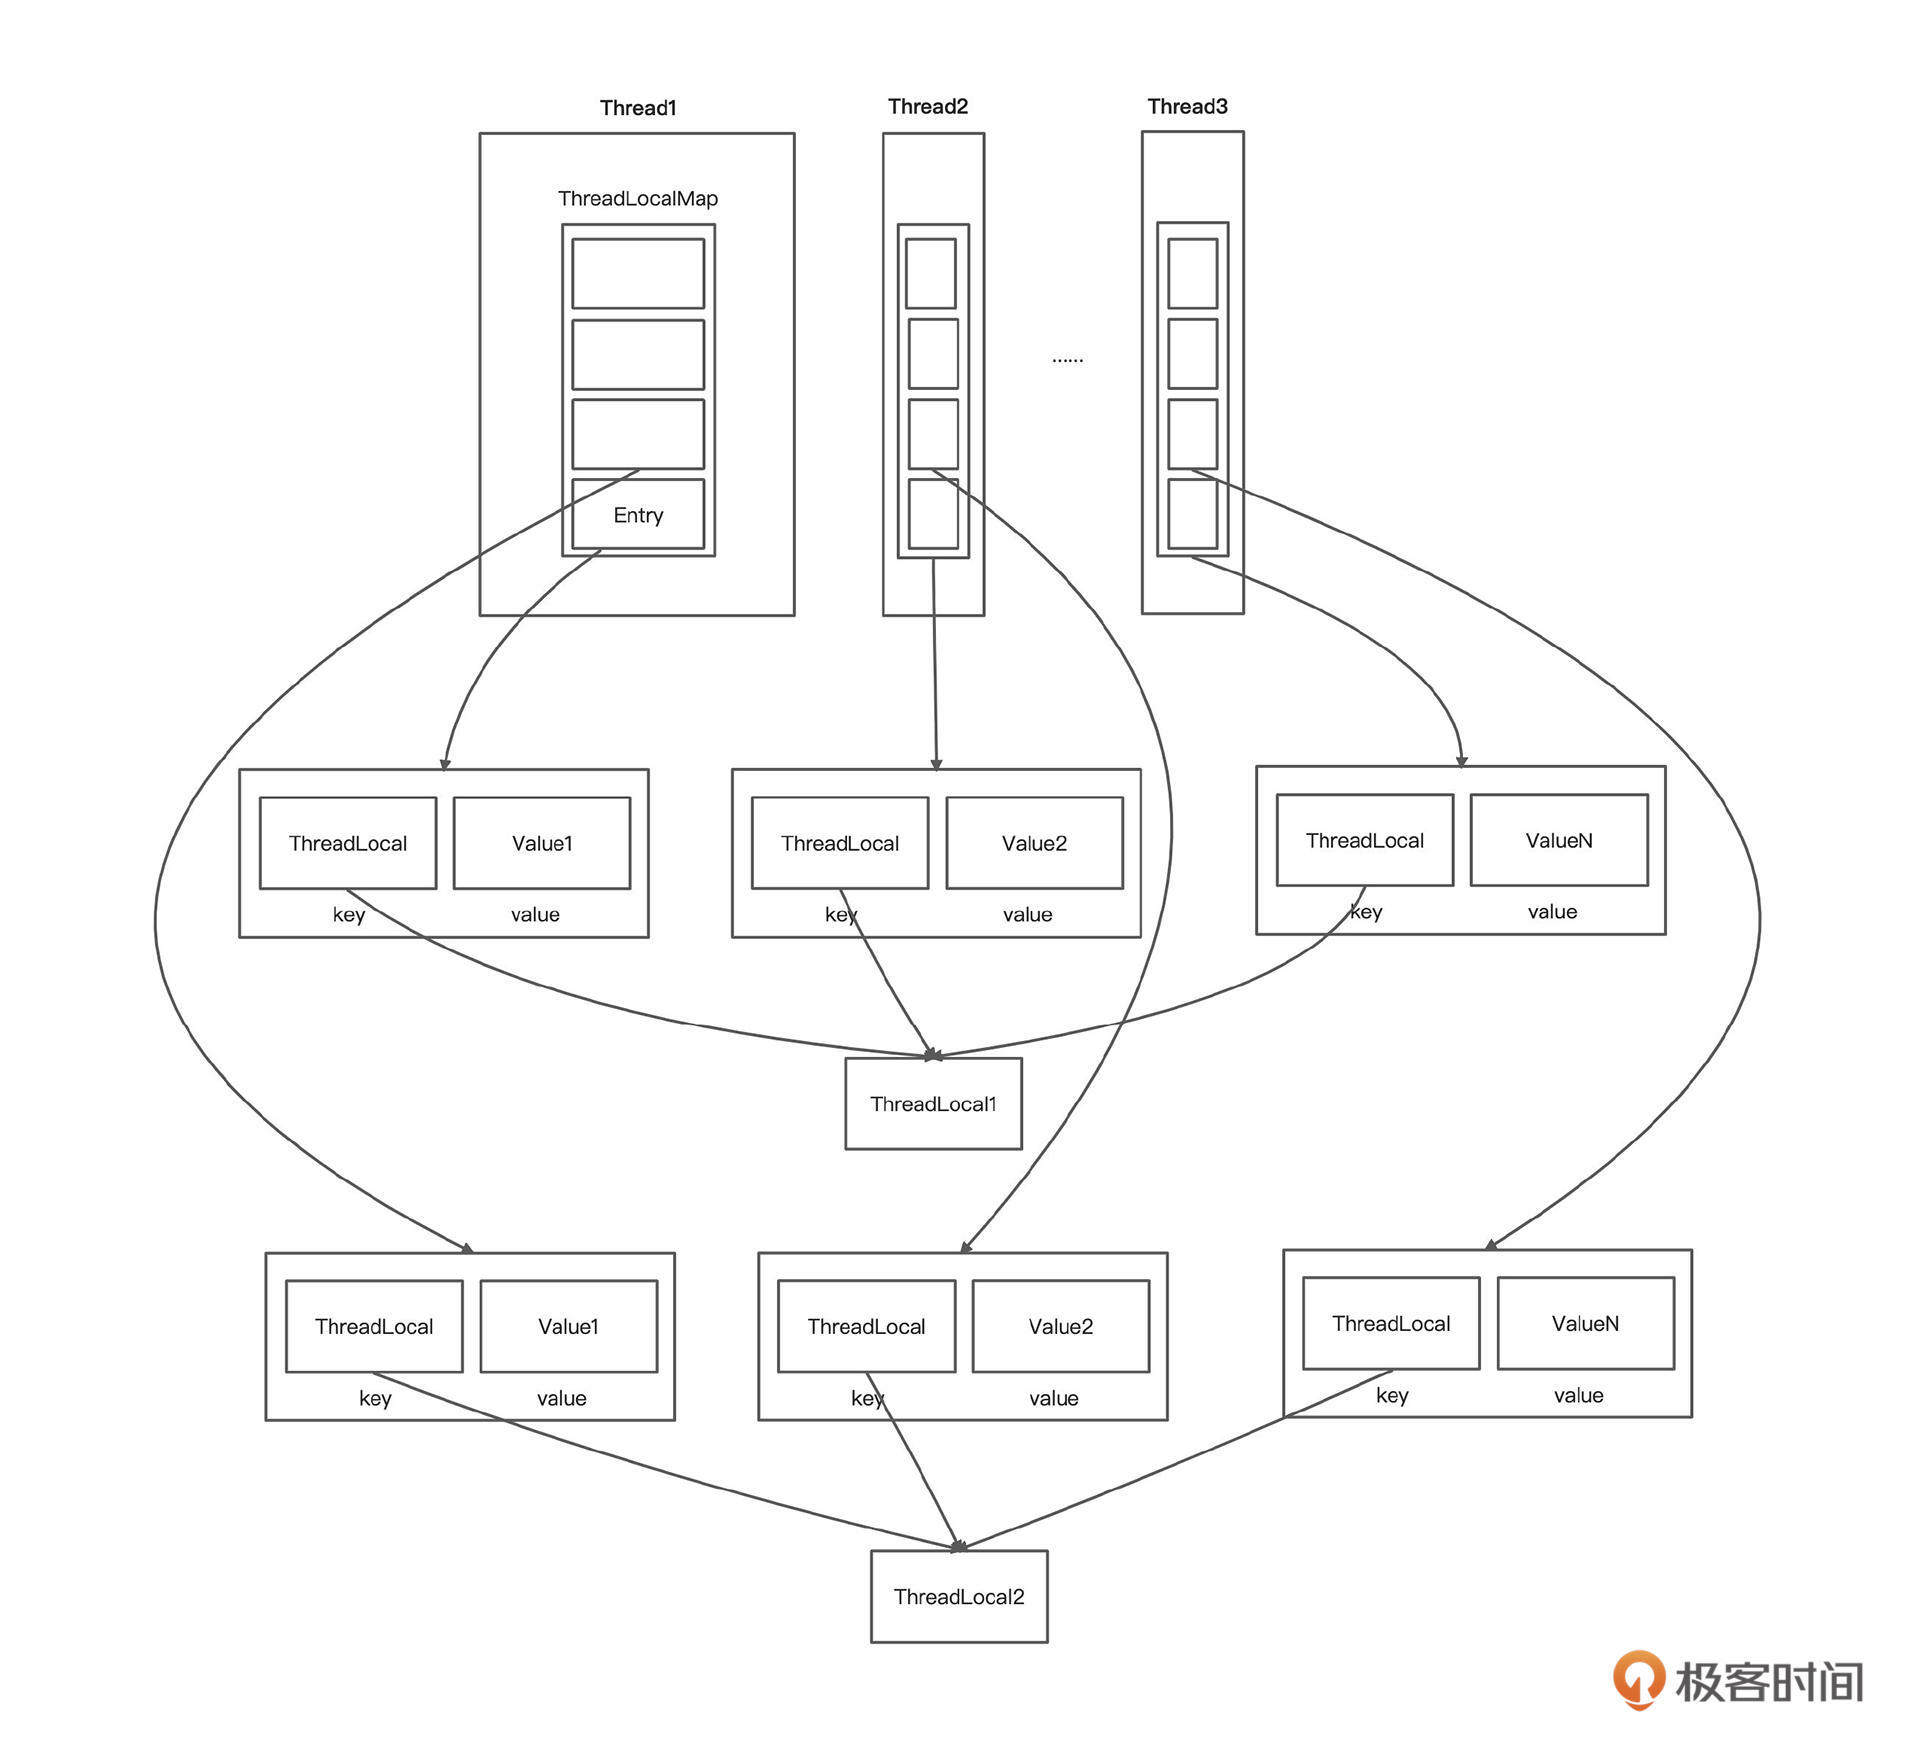 Thread1
Thread2
Thread3
ThreadLocalMap
......
Entry
ThreadLocal
Value1
key
value
ThreadLocal
Value2
key
value
ThreadLocal
ValueN
key
value
ThreadLocal1
ThreadLocal
Value1
key
value
ThreadLocal
Value2
key
value
ThreadLocal
ValueN
key
value
ThreadLocal2
极客时间